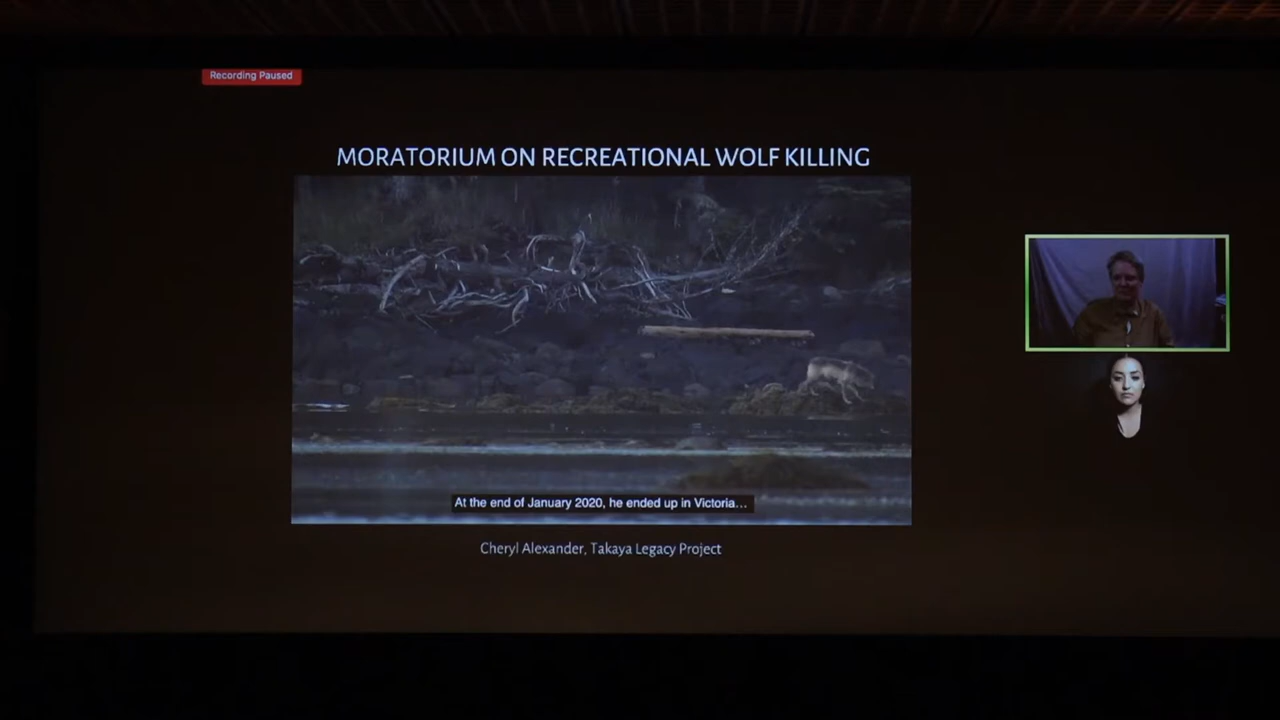 Recording Paused
MORATORIUM ON RECREATIONAL WOLF KILLING
At the end of January 2020, he ended up in Victoria...
Cheryl Alexander, Takaya Legacy Project